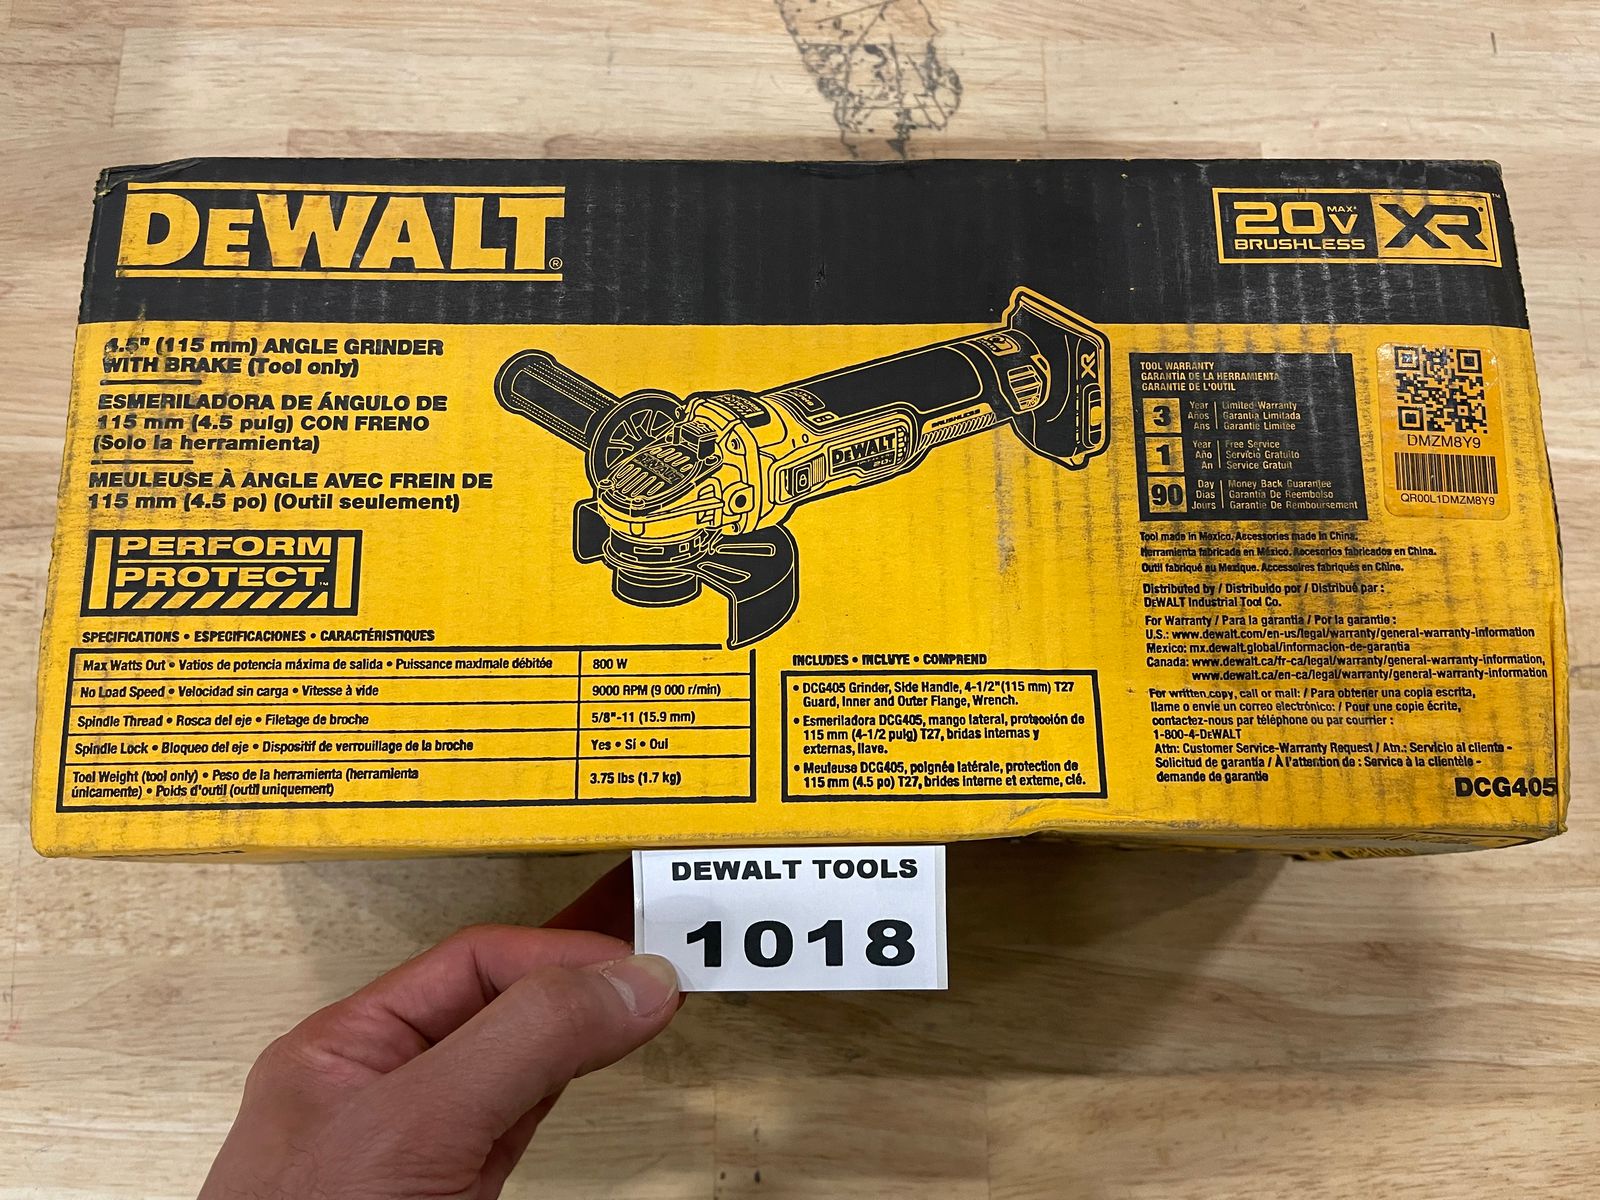 DEWALT®
20V MAX* XR™
BRUSHLESS
4.5" (115 mm) ANGLE GRINDER
WITH BRAKE (Tool only)
ESMERILADORA DE ÁNGULO DE
115 mm (4.5 pulg) CON FRENO
(Solo la herramienta)
MEULEUSE À ANGLE AVEC FREIN DE
115 mm (4.5 po) (Outil seulement)
PERFORM
PROTECT™
SPECIFICATIONS • ESPECIFICACIONES • CARACTÉRISTIQUES
Max Watts Out • Vatios de potencia máxima de salida • Puissance maximale débitée 800 W
No Load Speed • Velocidad sin carga • Vitesse à vide 9000 RPM (9 000 r/min)
Spindle Thread • Rosca del eje • Filetage de broche 5/8"-11 (15.9 mm)
Spindle Lock • Bloqueo del eje • Dispositif de verrouillage de la broche Yes • Sí • Oui
Tool Weight (tool only) • Peso de la herramienta (herramienta
únicamente) • Poids d'outil (outil uniquement) 3.75 lbs (1.7 kg)
DEWALT
BRUSHLESS
XR
INCLUDES • INCLUYE • COMPREND
• DCG405 Grinder, Side Handle, 4-1/2"(115 mm) T27
Guard, Inner and Outer Flange, Wrench.
• Esmeriladora DCG405, mango lateral, protección de
115 mm (4-1/2 pulg) T27, bridas internas y
externas, llave.
• Meuleuse DCG405, poignée latérale, protection de
115 mm (4.5 po) T27, brides interne et externe, clé.
TOOL WARRANTY
GARANTÍA DE LA HERRAMIENTA
GARANTIE DE L'OUTIL
3 Year Años Ans
Limited Warranty
Garantía Limitada
Garantie Limitée
1 Year Año An
Free Service
Servicio Gratuito
Service Gratuit
90 Day Días Jours
Money Back Guarantee
Garantía De Reembolso
Garantie De Remboursement
DMZM8Y9
QR00L1DMZM8Y9
Tool made in Mexico. Accessories made in China.
Herramienta fabricada en México. Accesorios fabricados en China.
Outil fabriqué au Mexique. Accessoires fabriqués en Chine.
Distributed by / Distribuido por / Distribué par :
DEWALT Industrial Tool Co.
For Warranty / Para la garantía / Por la garantie :
U.S.: www.dewalt.com/en-us/legal/warranty/general-warranty-information
Mexico: mx.dewalt.global/informacion-de-garantia
Canada: www.dewalt.ca/fr-ca/legal/warranty/general-warranty-information,
www.dewalt.ca/en-ca/legal/warranty/general-warranty-information
For written copy, call or mail: / Para obtener una copia escrita,
llame o envíe un correo electrónico: / Pour une copie écrite,
contactez-nous par téléphone ou par courrier :
1-800-4-DEWALT
Attn: Customer Service-Warranty Request / Atn.: Servicio al cliente -
Solicitud de garantía / À l'attention de : Service à la clientèle -
demande de garantie
DCG405
DEWALT TOOLS
1018